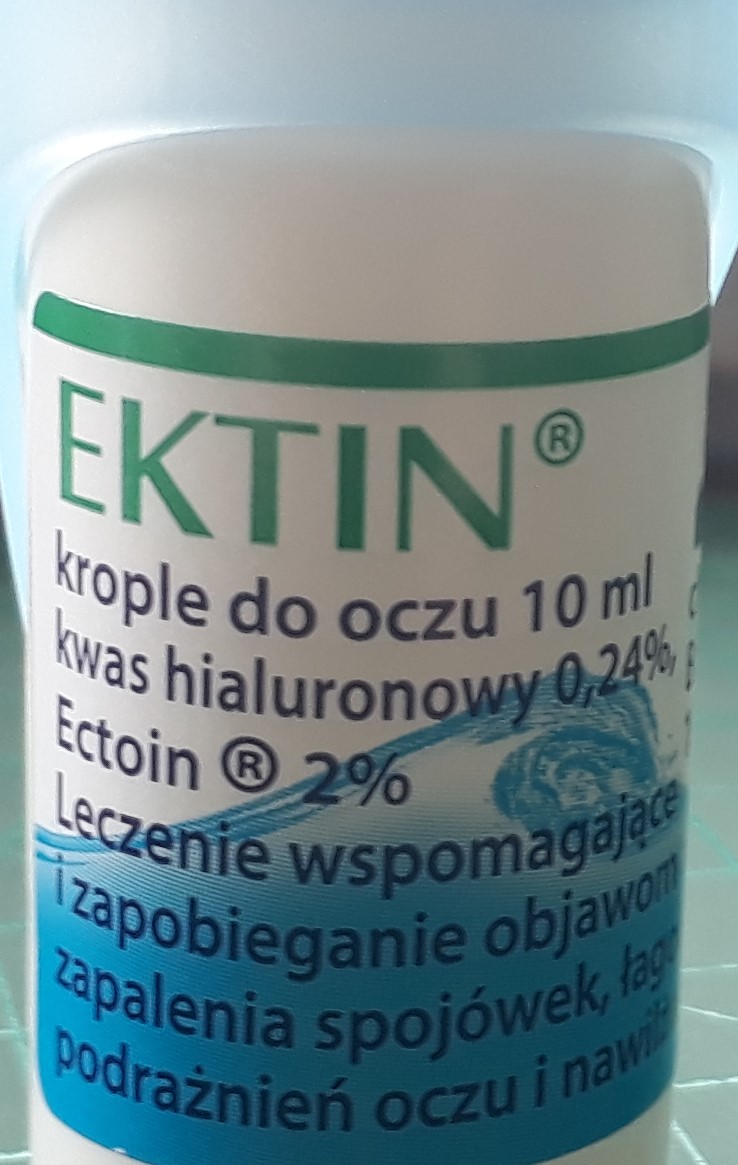 EKTIN®
krople do oczu 10 ml
kwas hialuronowy 0,24%,
Ectoin ® 2%
Leczenie wspomagające
i zapobieganie objawom
zapalenia spojówek,
podrażnień oczu i